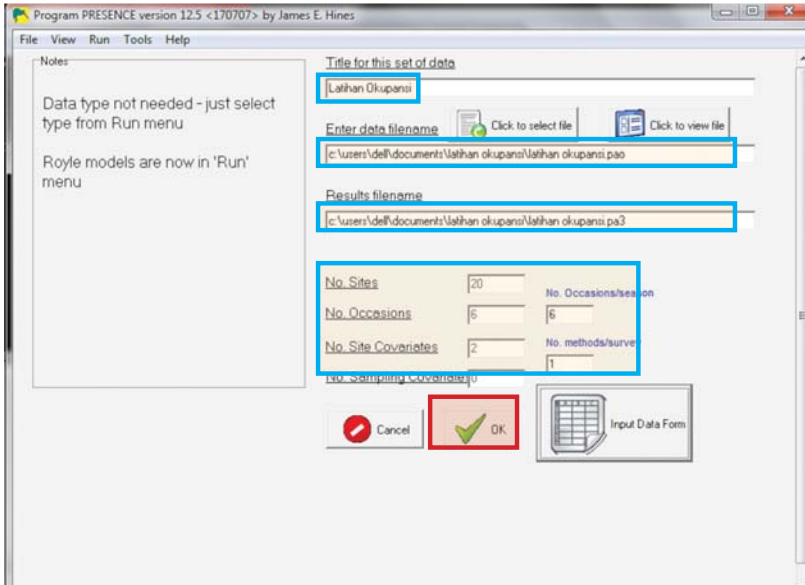 Program PRESENCE version 12.5 <170707> by James E. Hines
File View Run Tools Help
Notes
Data type not needed - just select
type from Run menu
Royle models are now in 'Run'
menu
Title for this set of data
Latihan Okupansi
Enter data filename
Click to select file
Click to view file
c:\users\dell\documents\latihan okupansi\latihan okupansi.pao
Results filename
c:\users\dell\documents\latihan okupansi\latihan okupansi.pa3
No. Sites 20
No. Occasions/season
No. Occasions 6 6
No. Site Covariates 2
No. methods/survey
1
No. Sampling Covariates 0
Cancel
OK
Input Data Form